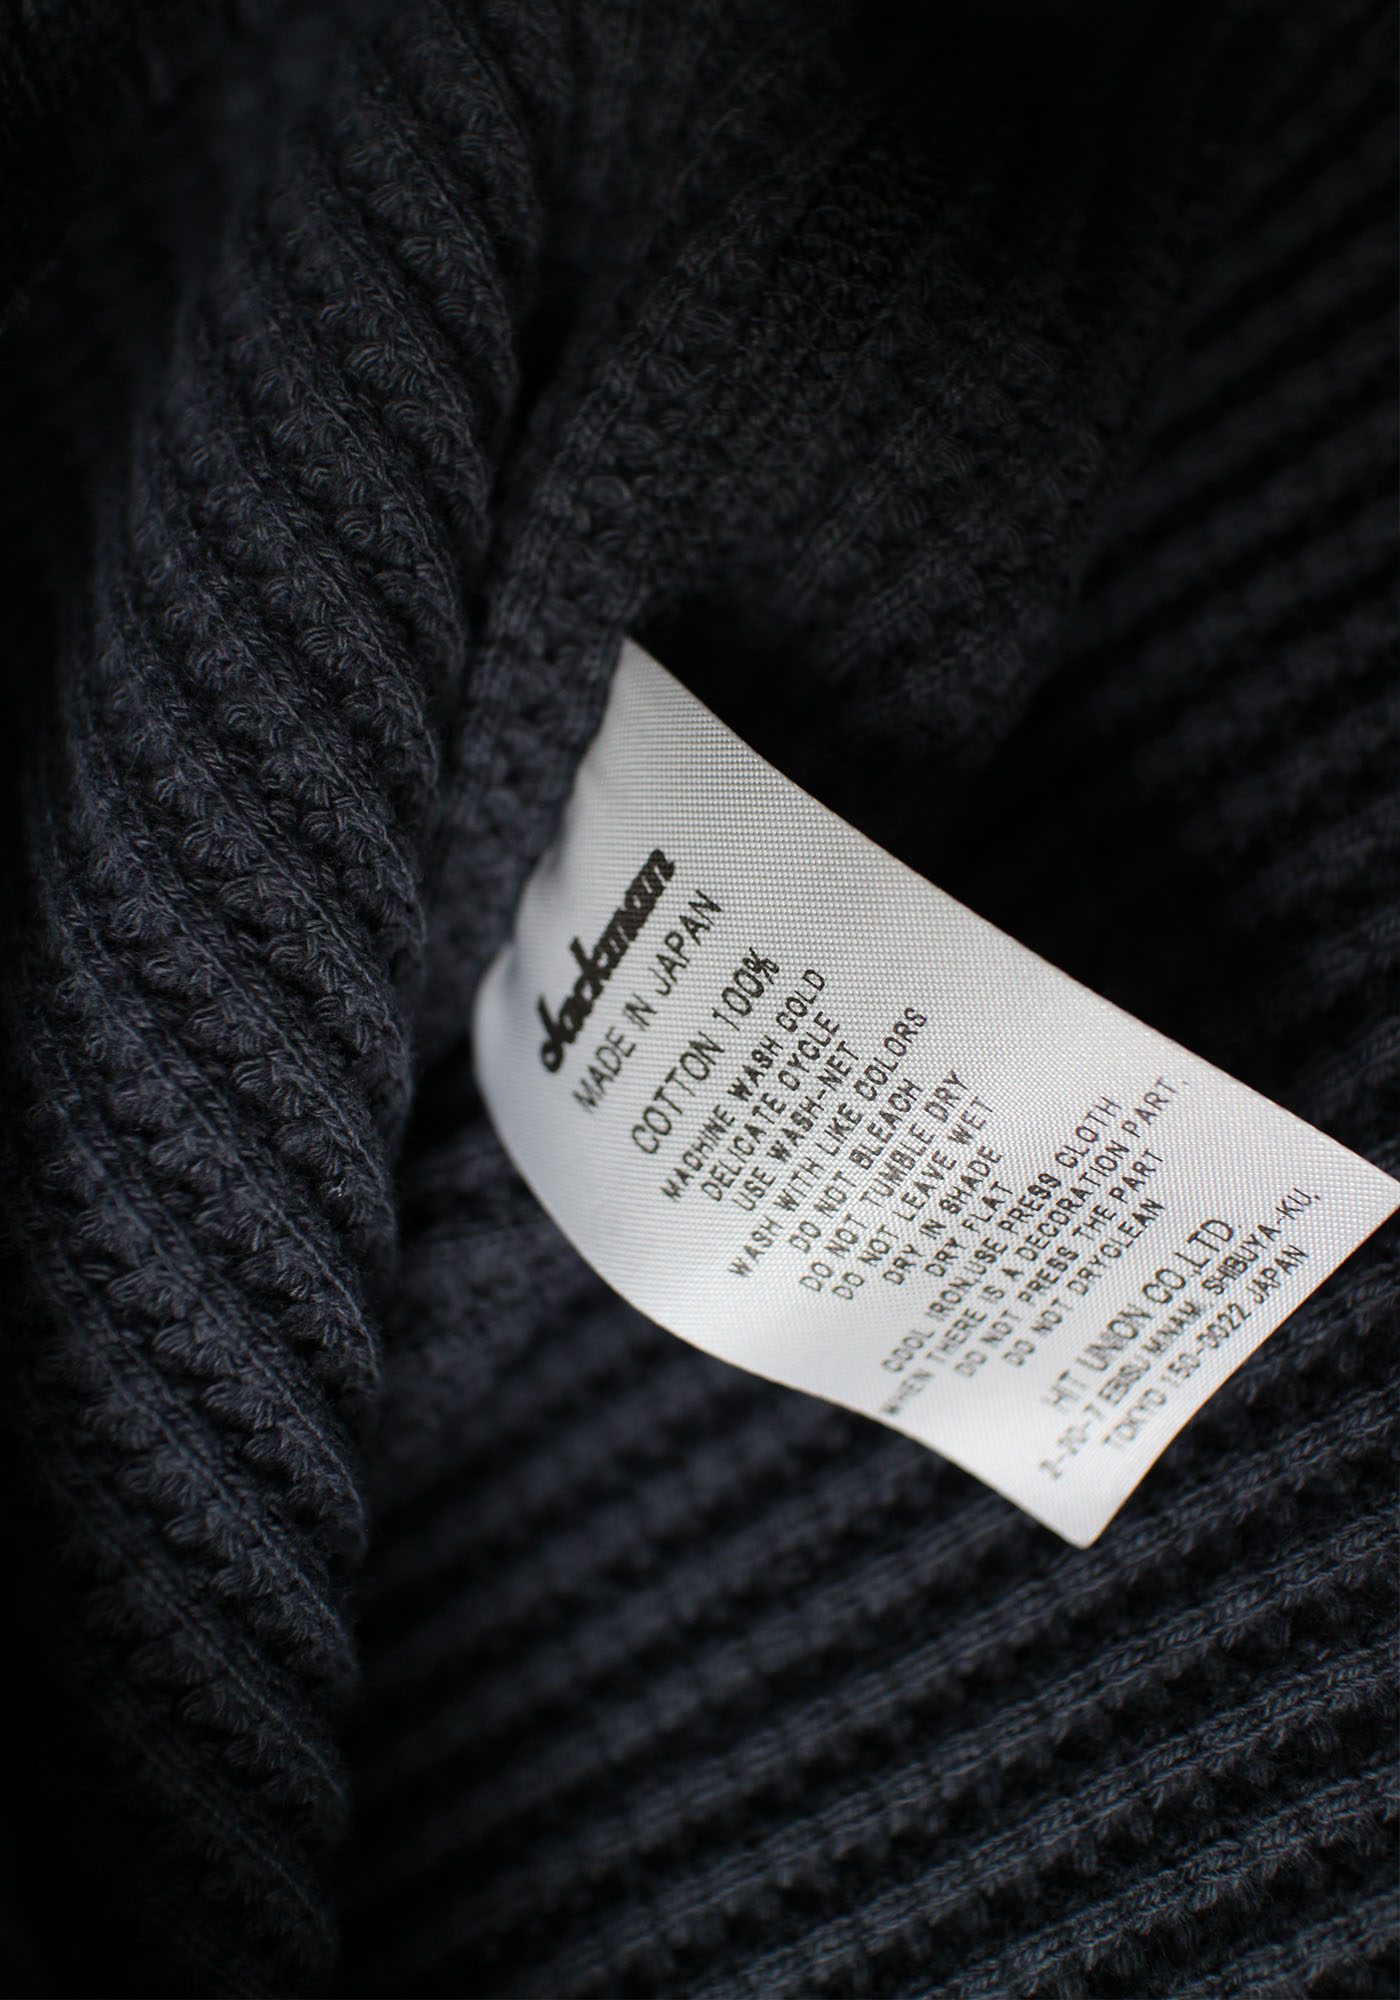 Jackman
MADE IN JAPAN
COTTON 100%
MACHINE WASH COLD
DELICATE DYCLE
USE WASH-NET
WASH WITH LIKE COLORS
DO NOT BLEACH
DO NOT TUMBLE DRY
DO NOT LEAVE WET
DRY IN SHADE
DRY FLAT
COOL IRON.USE PRESS CLOTH
WHEN THERE IS A DECORATION PART,
DO NOT PRESS THE PART
DO NOT DRYCLEAN
HIT UNION CO.,LTD.
2-20-7 EBISU MINAMI, SHIBUYA-KU,
TOKYO 150-0022 JAPAN